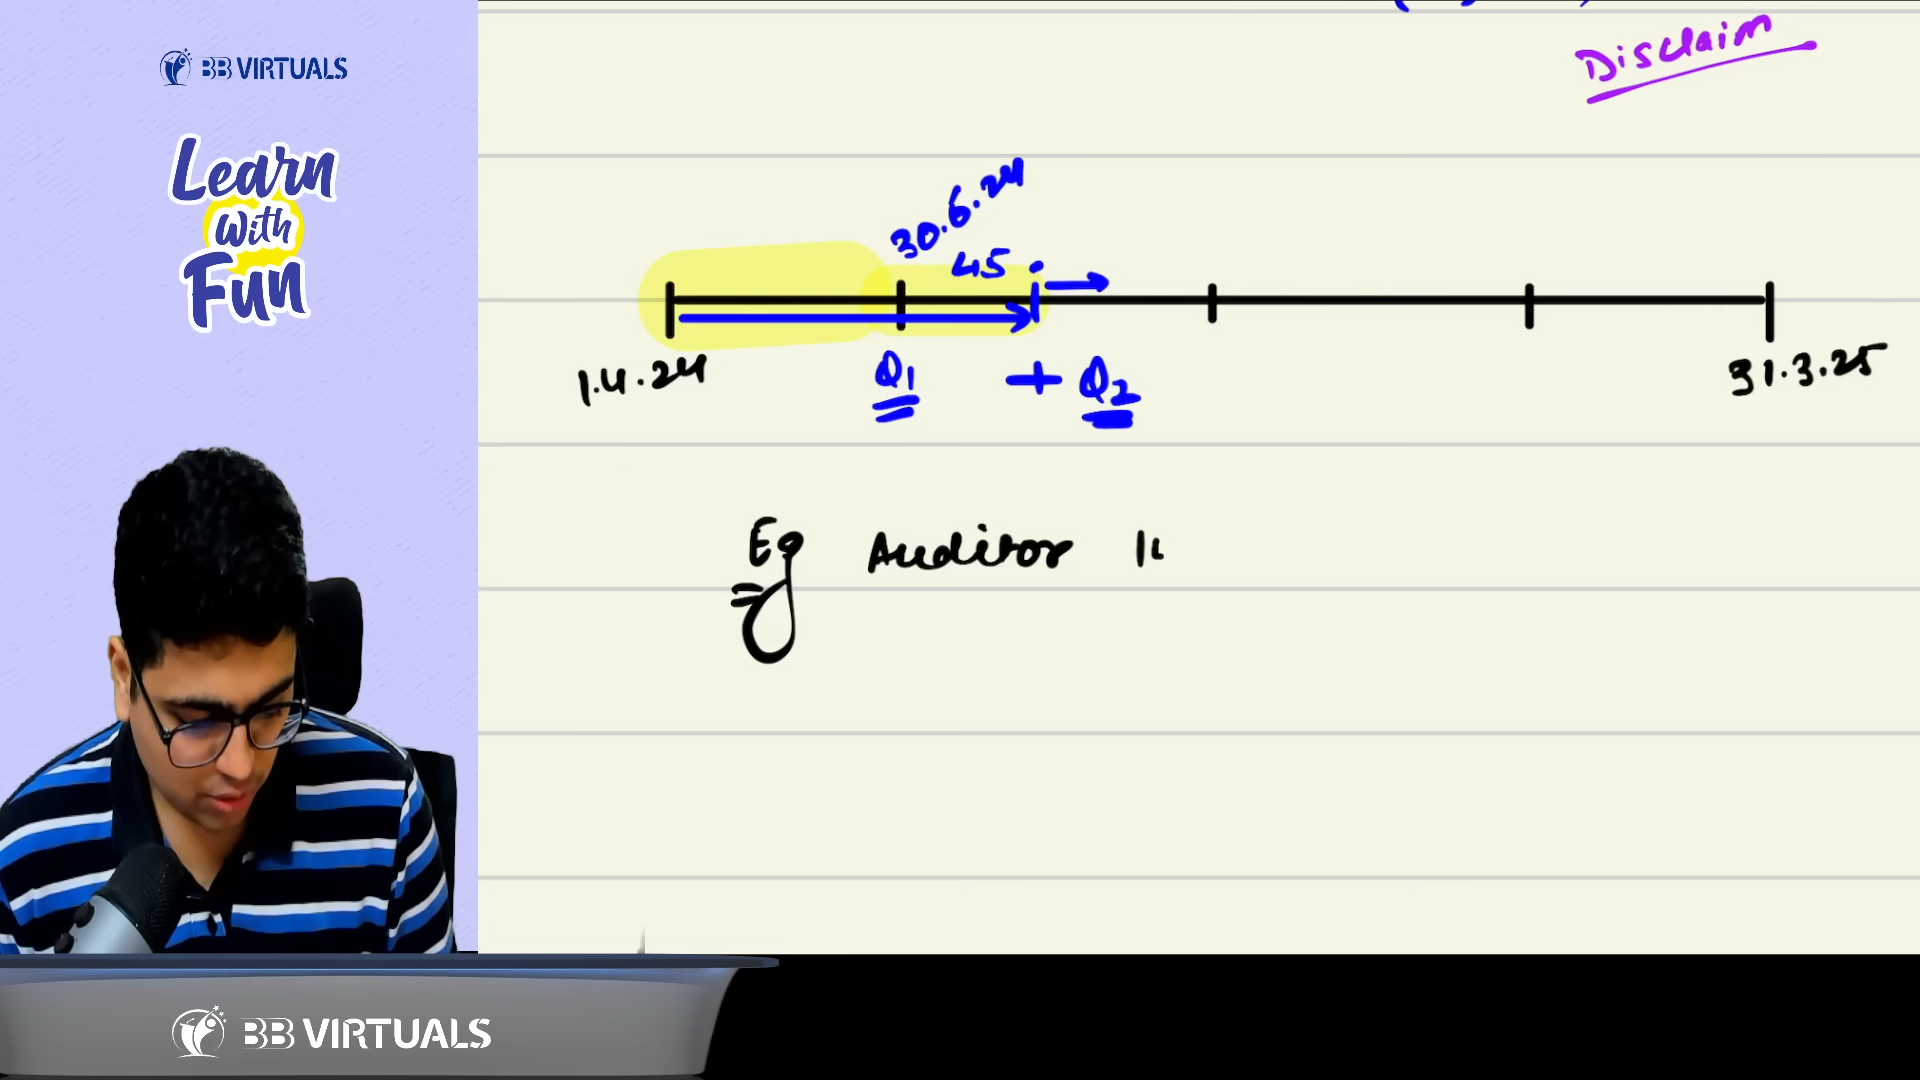 BB VIRTUALS
Learn
With
Fun
Disclaim
30.6.24
45
1.4.24
Q1 + Q2
31.3.25
Eg Auditor
BB VIRTUALS